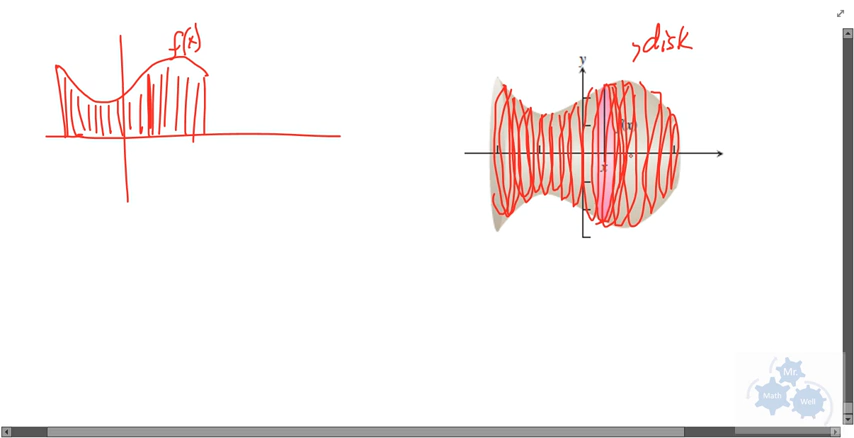 f(x)
disk
y
f(x)
x
Mr.
Math
Well